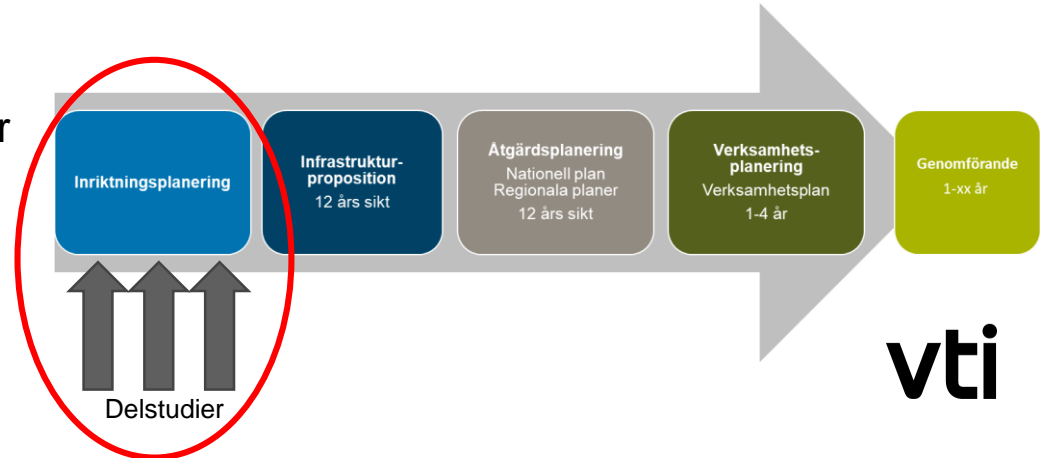 r
Inriktningsplanering
Infrastruktur-
proposition
12 års sikt
Åtgärdsplanering
Nationell plan
Regionala planer
12 års sikt
Verksamhets-
planering
Verksamhetsplan
1-4 år
Genomförande
1-xx år
Delstudier
vti